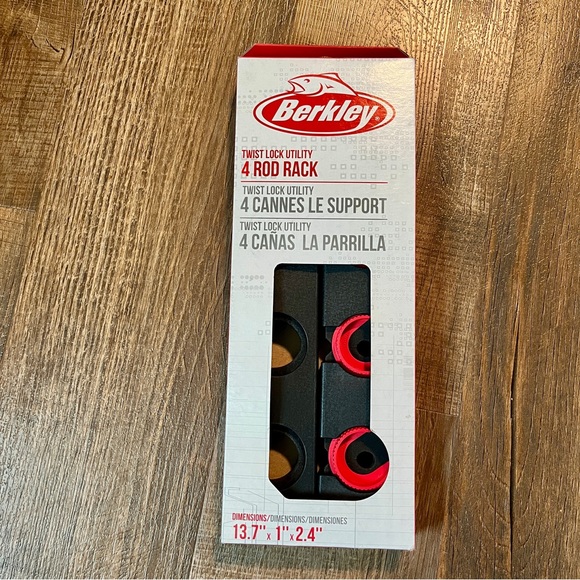 Berkley
TWIST LOCK UTILITY
4 ROD RACK
TWIST LOCK UTILITY
4 CANNES LE SUPPORT
TWIST LOCK UTILITY
4 CAÑAS LA PARRILLA
DIMENSIONS/DIMENSIONS/DIMENSIONES
13.7" x 1" x 2.4"